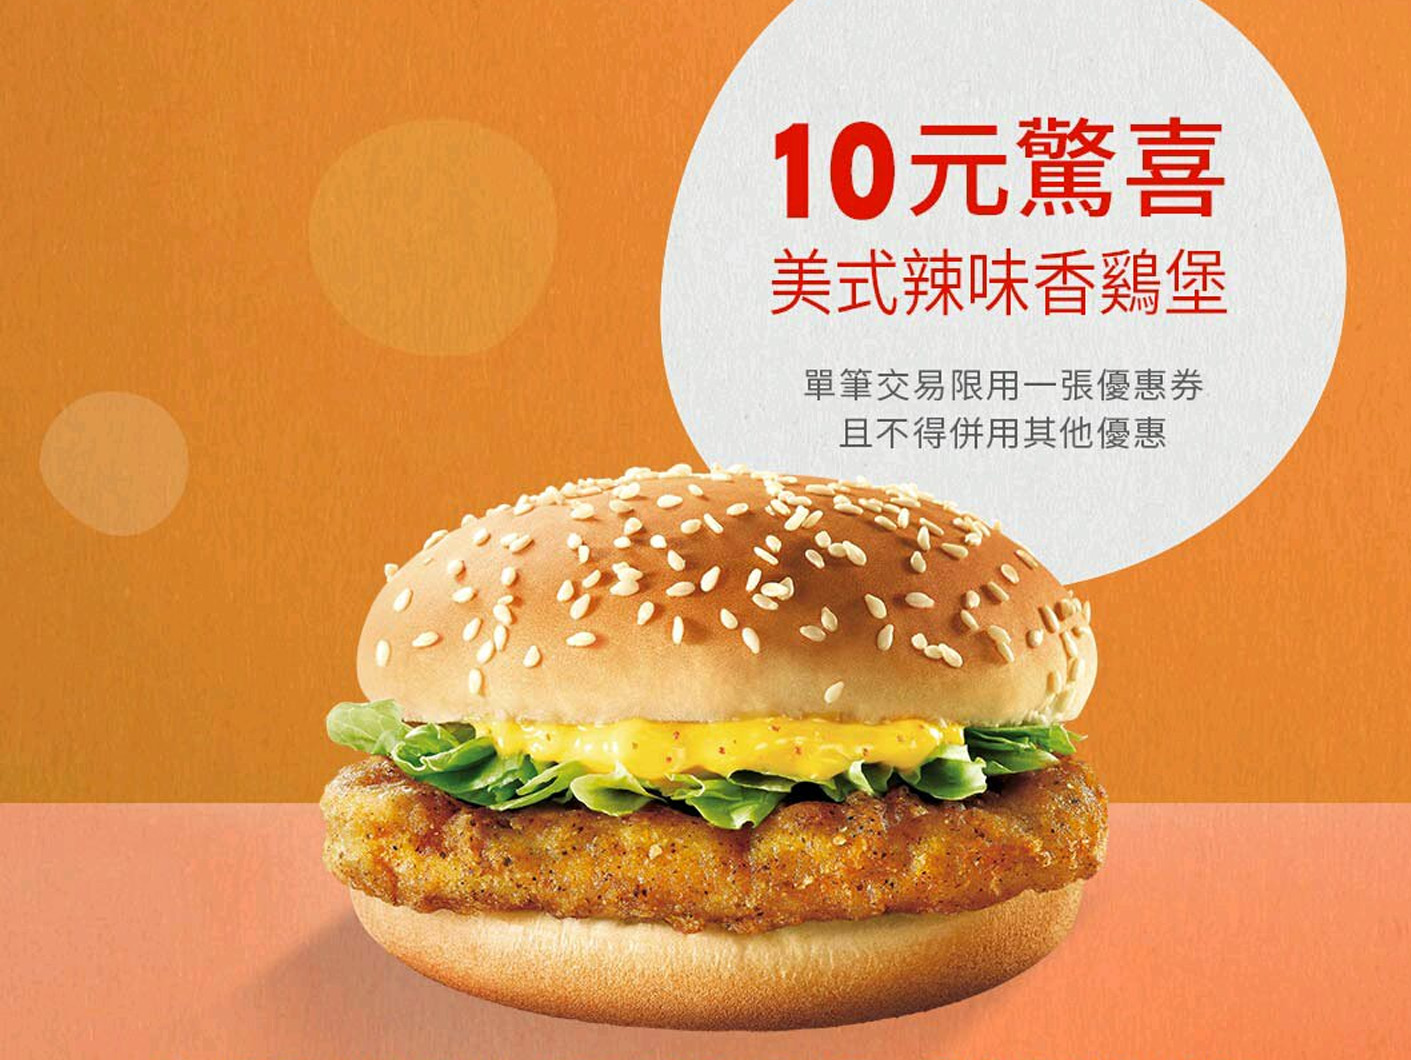 10元驚喜
美式辣味香鷄堡
單筆交易限用一張優惠券
且不得併用其他優惠